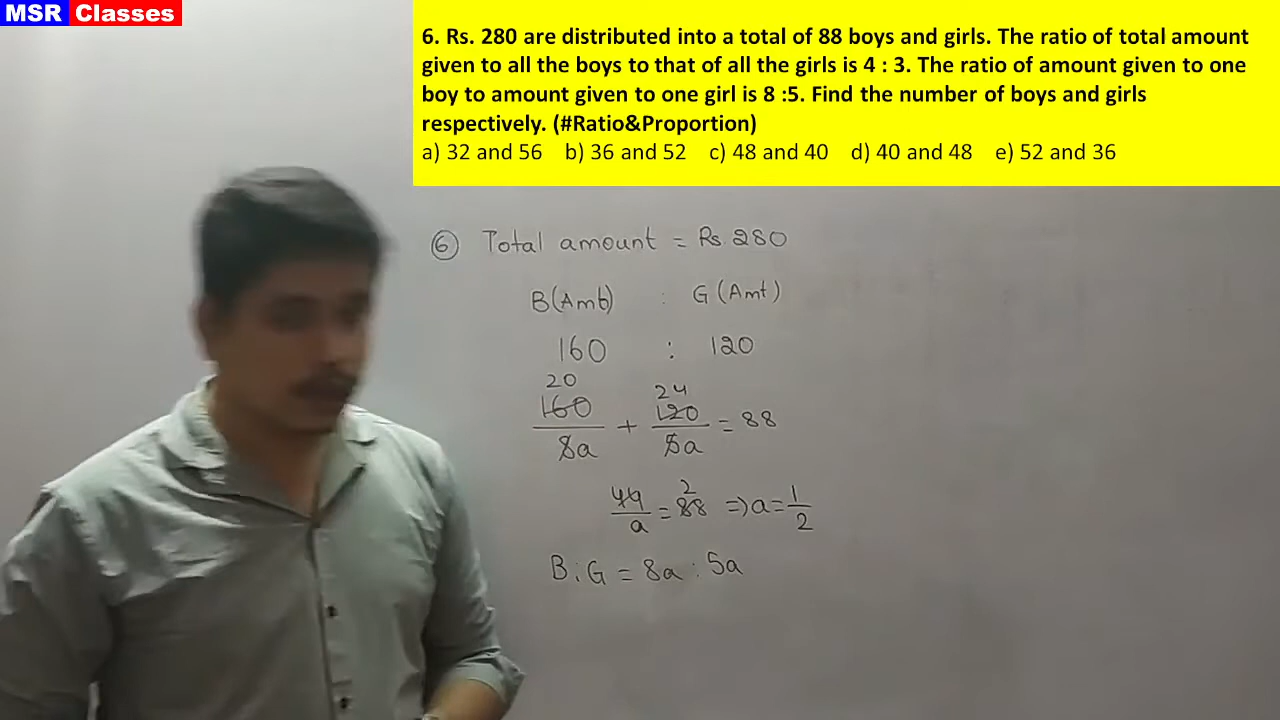 MSR Classes
6. Rs. 280 are distributed into a total of 88 boys and girls. The ratio of total amount
given to all the boys to that of all the girls is 4 : 3. The ratio of amount given to one
boy to amount given to one girl is 8 :5. Find the number of boys and girls
respectively. (#Ratio&Proportion)
a) 32 and 56 b) 36 and 52 c) 48 and 40 d) 40 and 48 e) 52 and 36
6 Total amount = Rs 280
B(Amt) : G (Amt)
160 : 120
20 24
160/8a + 120/5a = 88
2
44/a = 88 => a = 1/2
B:G = 8a : 5a